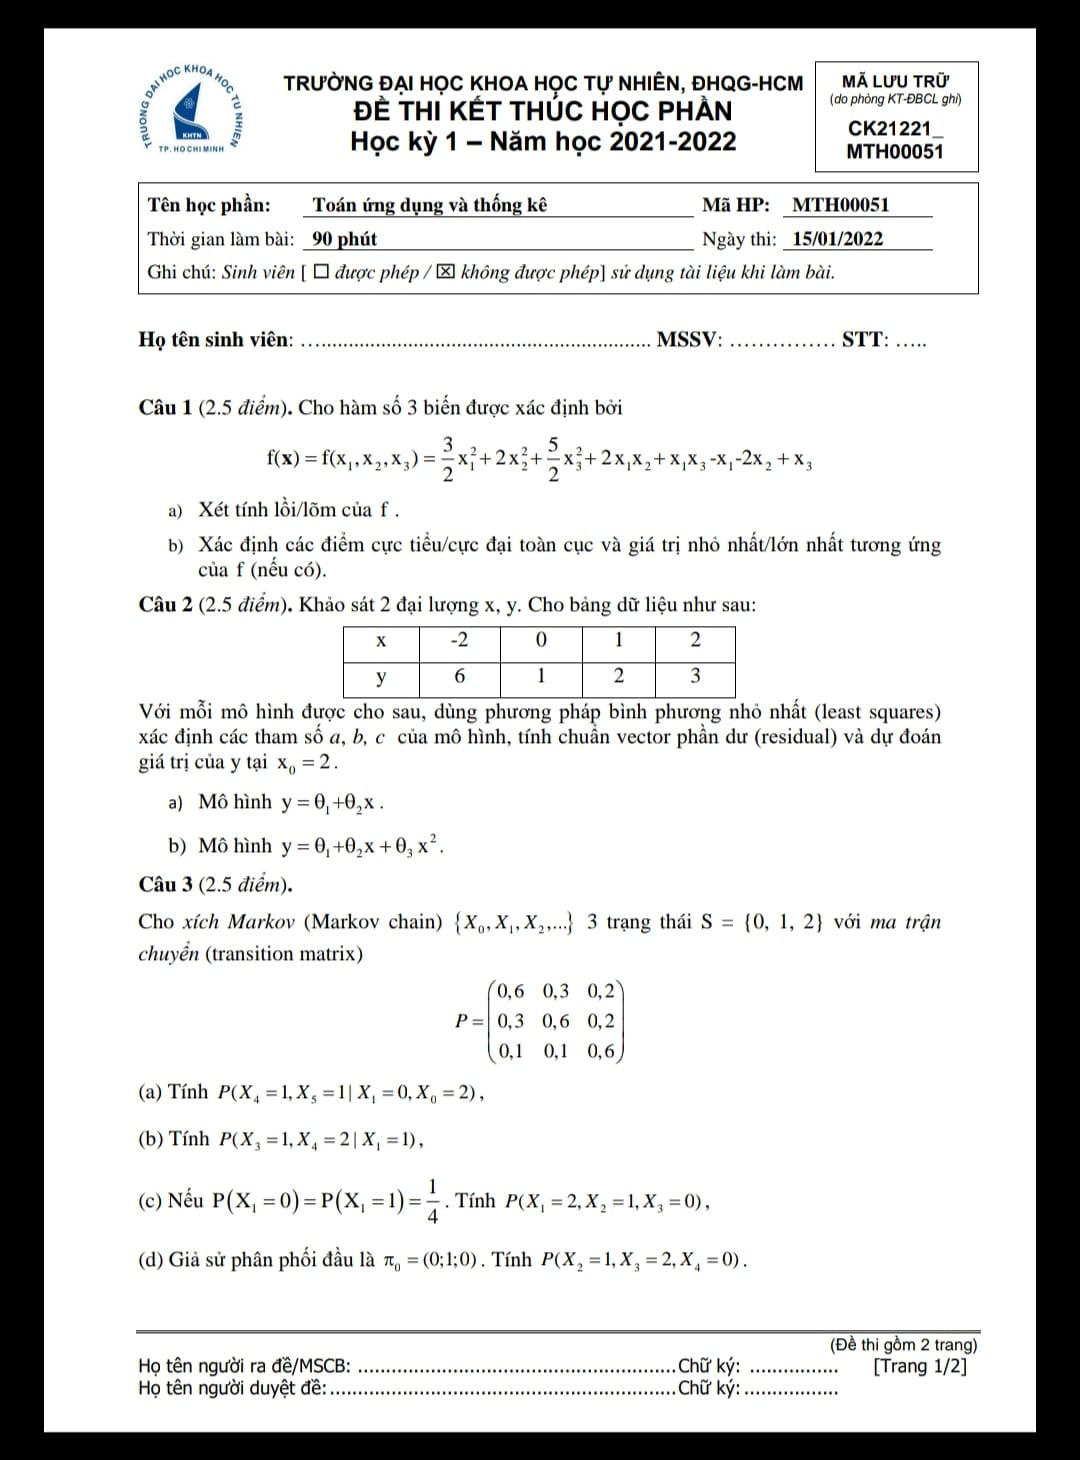 TRƯỜNG ĐẠI HỌC KHOA HỌC TỰ NHIÊN
KHTN
TP. HO CHI MINH
TRƯỜNG ĐẠI HỌC KHOA HỌC TỰ NHIÊN, ĐHQG-HCM
ĐỀ THI KẾT THÚC HỌC PHẦN
Học kỳ 1 – Năm học 2021-2022
MÃ LƯU TRỮ
(do phòng KT-ĐBCL ghi)
CK21221_
MTH00051
Tên học phần: Toán ứng dụng và thống kê Mã HP: MTH00051
Thời gian làm bài: 90 phút Ngày thi: 15/01/2022
Ghi chú: Sinh viên [ ☐ được phép / ☒ không được phép] sử dụng tài liệu khi làm bài.
Họ tên sinh viên: .................................................................. MSSV: ............... STT: .....
Câu 1 (2.5 điểm). Cho hàm số 3 biến được xác định bởi
f(x) = f(x₁,x₂,x₃) = 3/2 x₁² + 2x₂² + 5/2 x₃² + 2x₁x₂ + x₁x₃ -x₁-2x₂ + x₃
a) Xét tính lồi/lõm của f .
b) Xác định các điểm cực tiểu/cực đại toàn cục và giá trị nhỏ nhất/lớn nhất tương ứng
của f (nếu có).
Câu 2 (2.5 điểm). Khảo sát 2 đại lượng x, y. Cho bảng dữ liệu như sau:
x -2 0 1 2
y 6 1 2 3
Với mỗi mô hình được cho sau, dùng phương pháp bình phương nhỏ nhất (least squares)
xác định các tham số a, b, c của mô hình, tính chuẩn vector phần dư (residual) và dự đoán
giá trị của y tại x₀ = 2 .
a) Mô hình y = θ₁+θ₂x .
b) Mô hình y = θ₁+θ₂x + θ₃ x² .
Câu 3 (2.5 điểm).
Cho xích Markov (Markov chain) {X₀, X₁, X₂,...} 3 trạng thái S = {0, 1, 2} với ma trận
chuyển (transition matrix)
0,6 0,3 0,2
P = 0,3 0,6 0,2
0,1 0,1 0,6
(a) Tính P(X₄ = 1, X₅ = 1| X₁ = 0, X₀ = 2) ,
(b) Tính P(X₃ = 1, X₄ = 2 | X₁ = 1) ,
(c) Nếu P(X₁ = 0) = P(X₁ = 1) = 1/4 . Tính P(X₁ = 2, X₂ = 1, X₃ = 0) ,
(d) Giả sử phân phối đầu là π₀ = (0;1;0) . Tính P(X₂ = 1, X₃ = 2, X₄ = 0) .
(Đề thi gồm 2 trang)
Họ tên người ra đề/MSCB: .......................................................Chữ ký: ................ [Trang 1/2]
Họ tên người duyệt đề:............................................................Chữ ký:.................